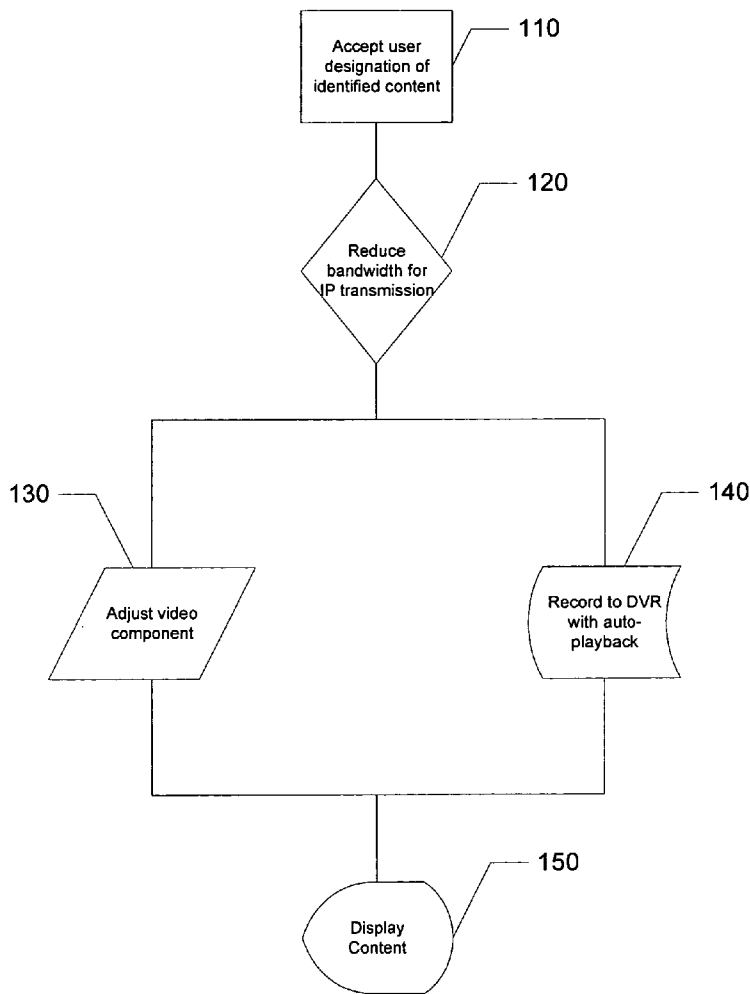 Accept user
designation of
identified content
110
Reduce
bandwidth for
IP transmission
120
130
Adjust video
component
140
Record to DVR
with auto-
playback
150
Display
Content